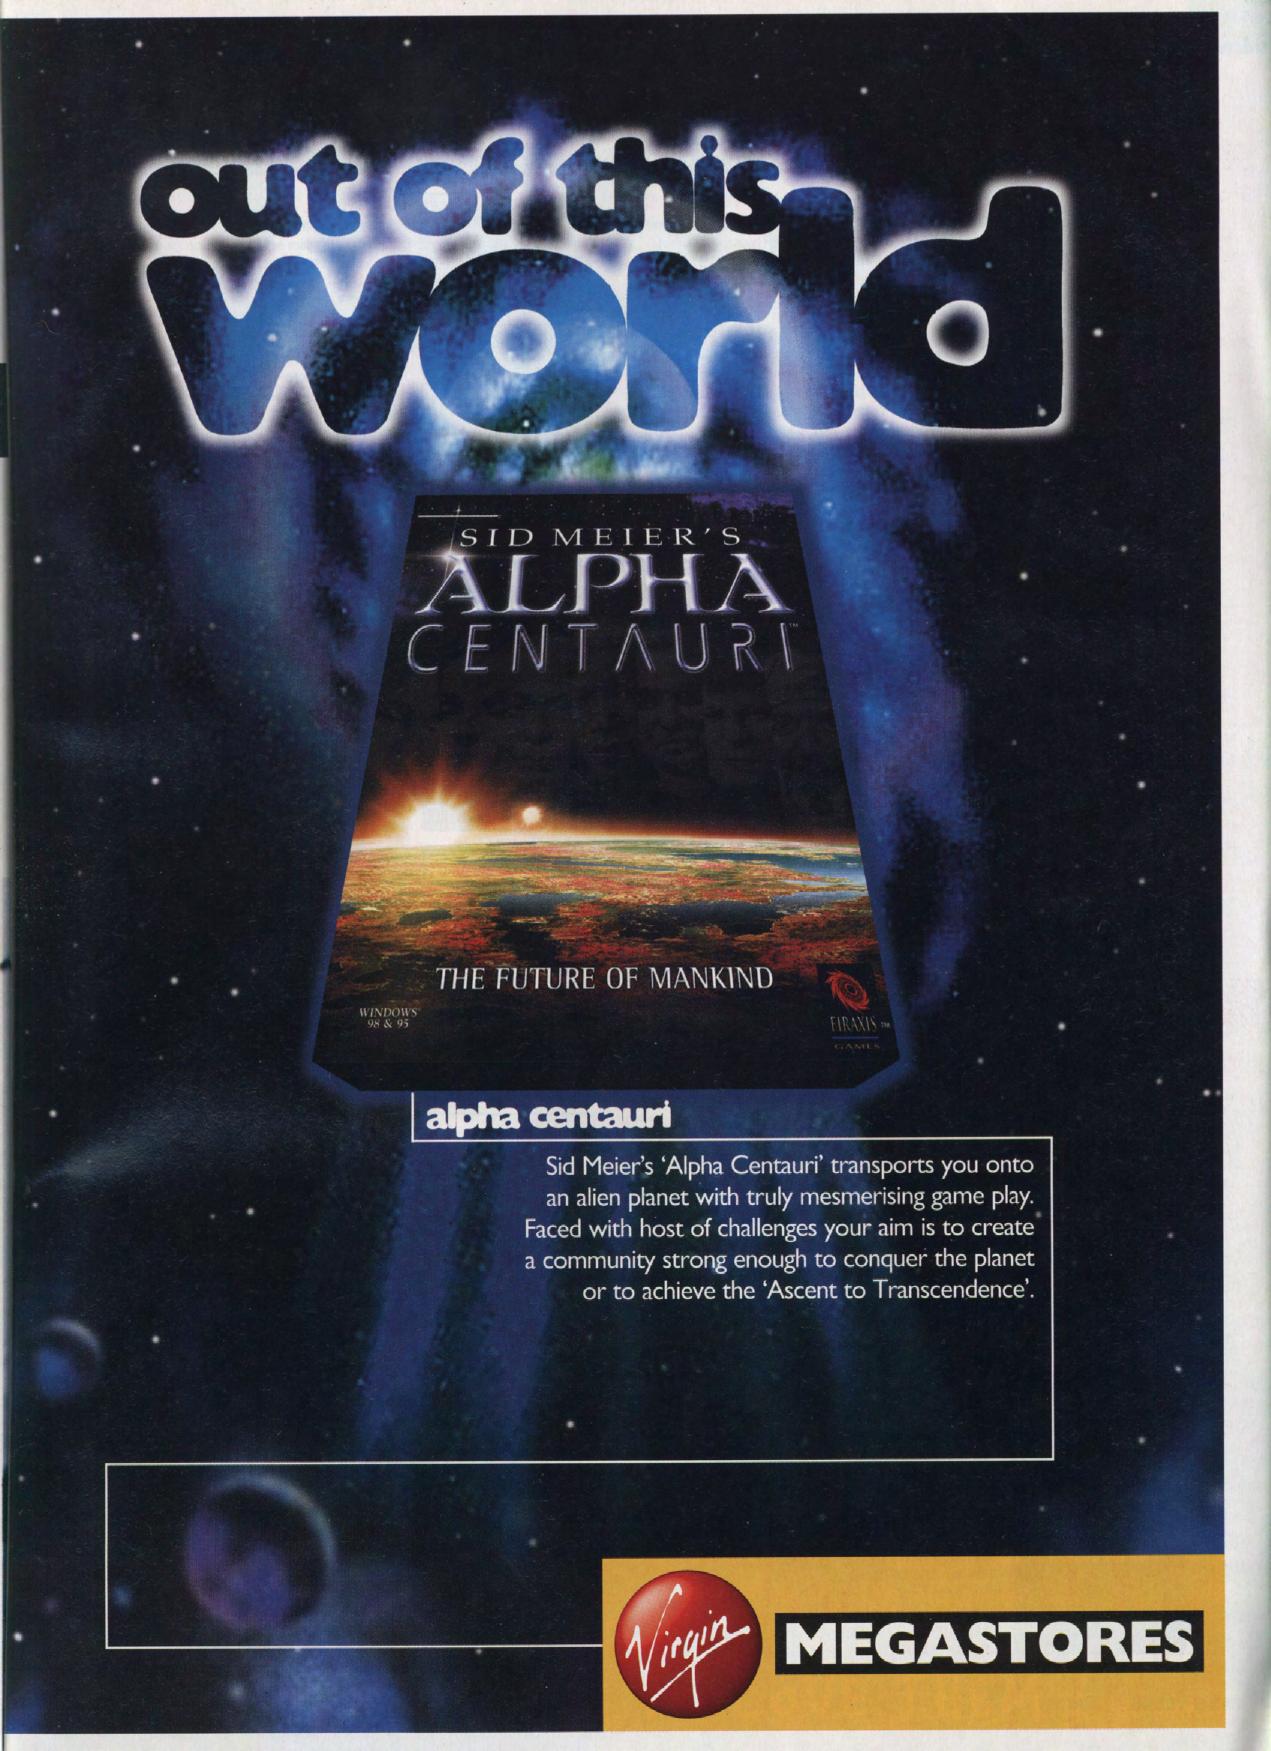 out of this
world
SID MEIER'S
ALPHA
CENTAURI™
THE FUTURE OF MANKIND
WINDOWS
98 & 95
FIRAXIS™
GAMES
alpha centauri
Sid Meier's 'Alpha Centauri' transports you onto
an alien planet with truly mesmerising game play.
Faced with host of challenges your aim is to create
a community strong enough to conquer the planet
or to achieve the 'Ascent to Transcendence'.
Virgin
MEGASTORES